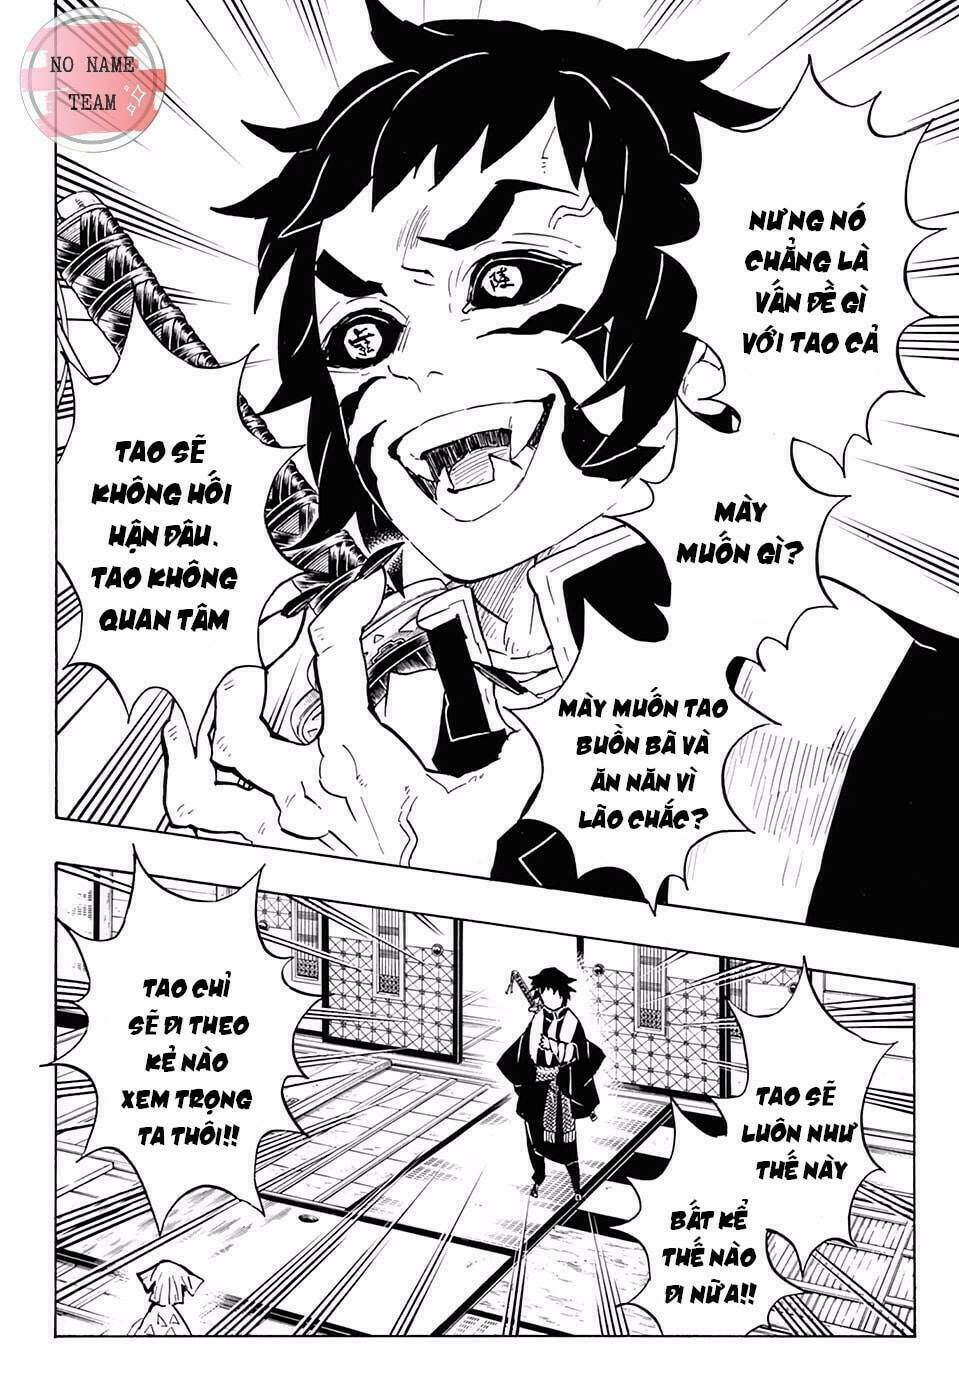 NO NAME
TEAM
NƯNG NÓ
CHẲNG LÀ
VẤN ĐỀ GÌ
VỚI TAO CẢ
MÀY
MUỐN GÌ?
MÀY MUỐN TAO
BUỒN BÃ VÀ
ĂN NĂN VÌ
LÃO CHẮC?
TAO SẼ
KHÔNG HỐI
HẬN ĐÂU.
TAO KHÔNG
QUAN TÂM
TAO SẼ
LUÔN NHƯ
THẾ NÀY
BẤT KỂ
THẾ NÀO
ĐI NỮA!!
TAO CHỈ
SẼ ĐI THEO
KẺ NÀO
XEM TRỌNG
TA THÔI!!